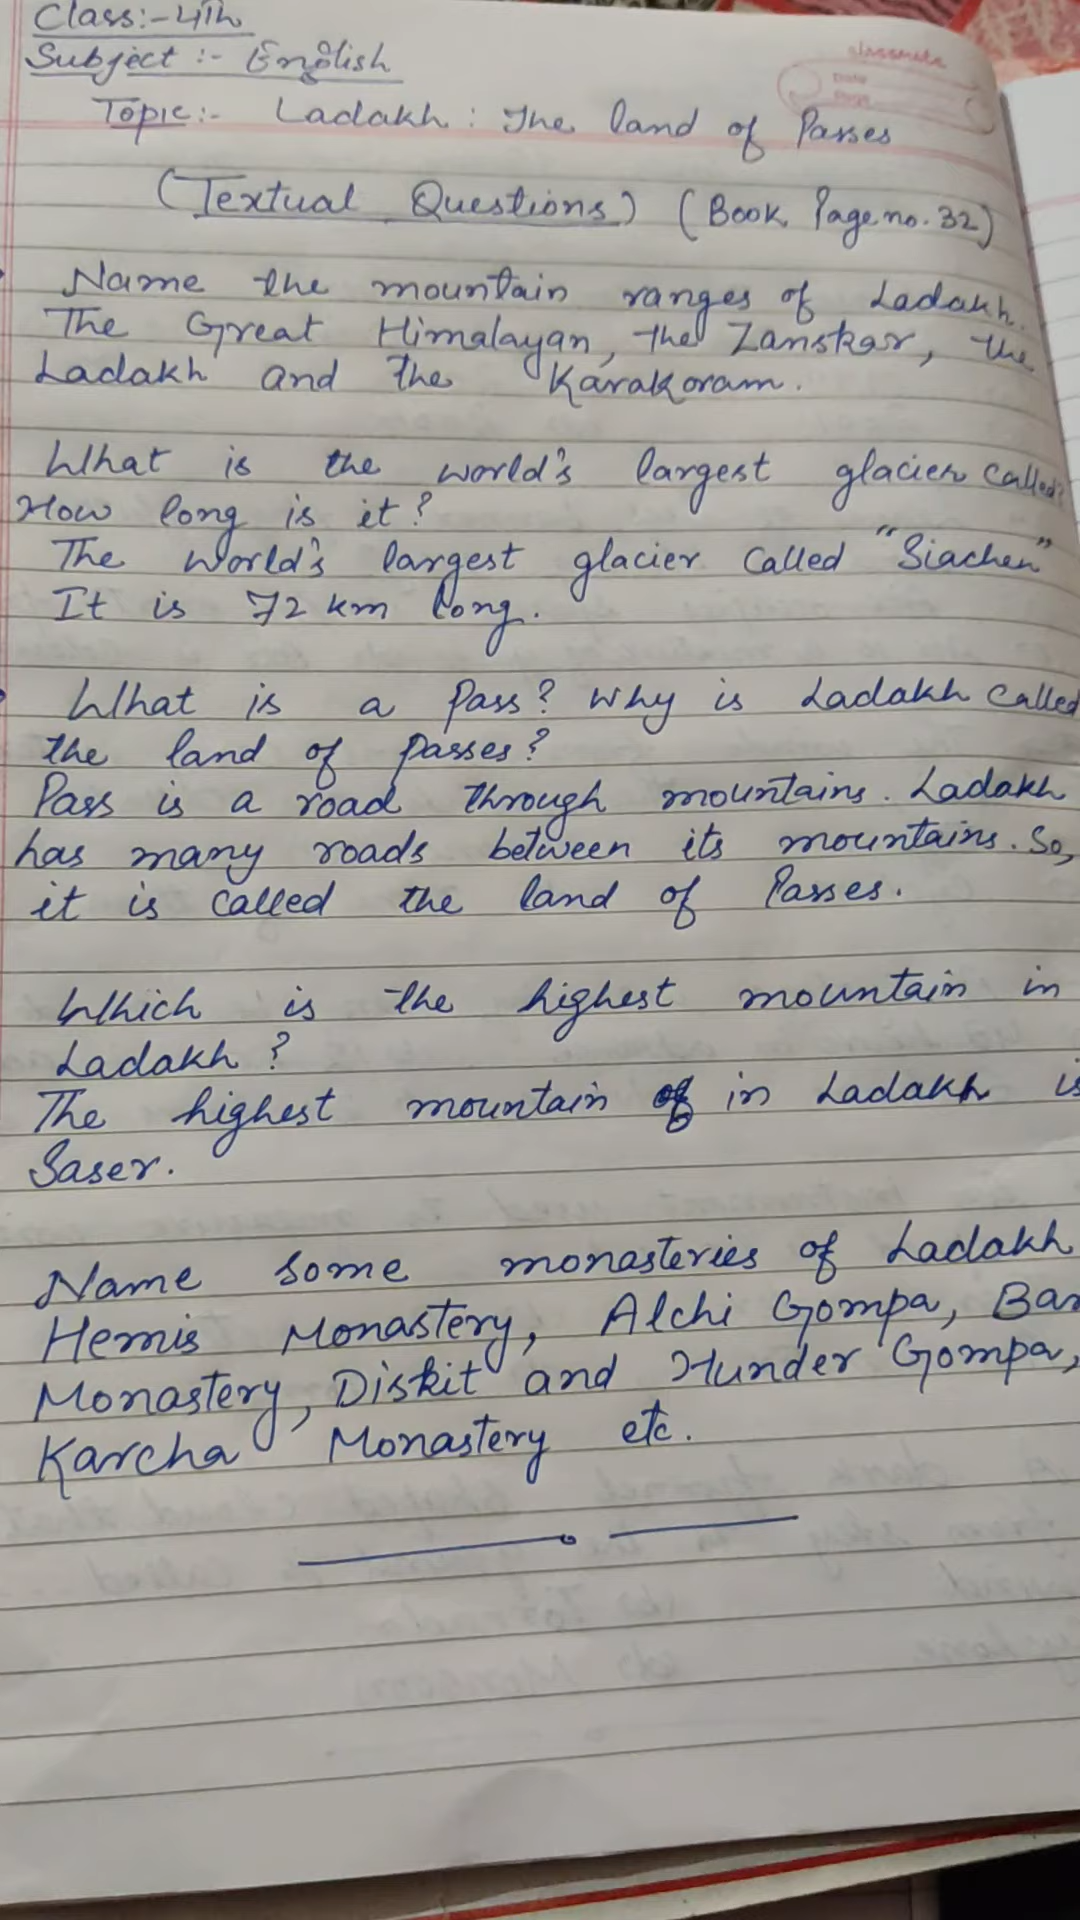 Class:- 4th
Subject :- English
classmate
Date
Page
Topic:- Ladakh : The land of Passes
(Textual Questions) (Book Page no. 32)
Name the mountain ranges of Ladakh.
The Great Himalayan, the Zanskar, the
Ladakh and the Karakoram.
What is the world's largest glacier called?
How long is it?
The world's largest glacier called "Siachen"
It is 72 km long.
What is a Pass? Why is Ladakh called
the land of passes?
Pass is a road through mountains. Ladakh
has many roads between its mountains. So,
it is called the land of Passes.
Which is the highest mountain in
Ladakh ?
The highest mountain in Ladakh is
Saser.
Name some monasteries of Ladakh
Hemis Monastery, Alchi Gompa,
Monastery, Diskit and Hunder Gompa,
Karcha Monastery etc.